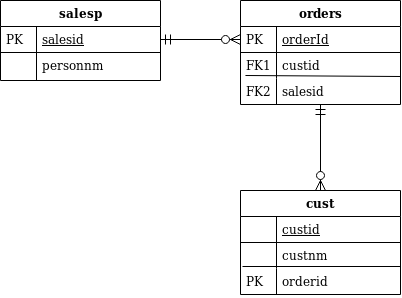 salesp
PK salesid
personnm
orders
PK orderId
FK1 custid
FK2 salesid
cust
custid
custnm
PK orderid